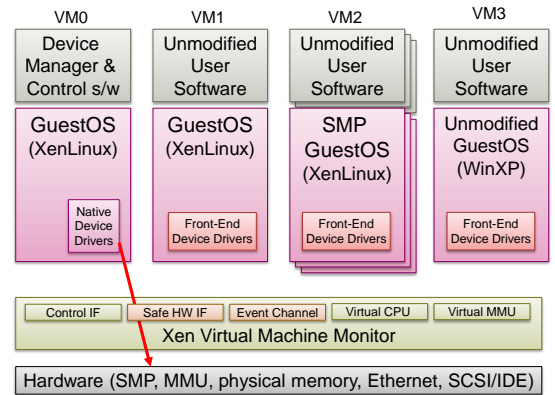 VM0
VM1
VM2
VM3
Device
Manager &
Control s/w
Unmodified
User
Software
Unmodified
User
Software
Unmodified
User
Software
GuestOS
(XenLinux)
GuestOS
(XenLinux)
SMP
GuestOS
(XenLinux)
Unmodified
GuestOS
(WinXP)
Native
Device
Drivers
Front-End
Device Drivers
Front-End
Device Drivers
Front-End
Device Drivers
Control IF
Safe HW IF
Event Channel
Virtual CPU
Virtual MMU
Xen Virtual Machine Monitor
Hardware (SMP, MMU, physical memory, Ethernet, SCSI/IDE)